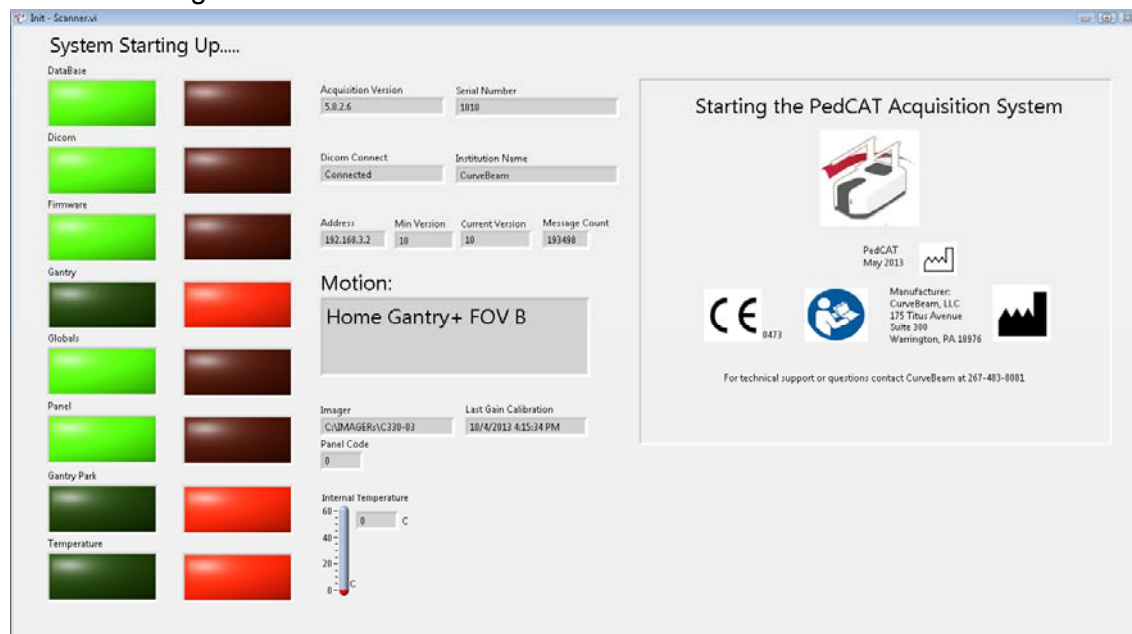 Init - Scanner.vi
System Starting Up.....
DataBase
Dicom
Firmware
Gantry
Globals
Panel
Gantry Park
Temperature
Acquisition Version
5.0.2.6
Serial Number
1010
Dicom Connect
Connected
Institution Name
CurveBeam
Address
192.168.3.2
Min Version
10
Current Version
10
Message Count
193498
Motion:
Home Gantry+ FOV B
Imager
C:\IMAGERs\C330-03
Last Gain Calibration
10/4/2013 4:15:34 PM
Panel Code
0
Internal Temperature
60
40
20
0
0 C
C
Starting the PedCAT Acquisition System
PedCAT
May 2013
CE 0473
Manufacturer:
CurveBeam, LLC
175 Titus Avenue
Suite 300
Warrington, PA 18976
For technical support or questions contact CurveBeam at 267-483-8081